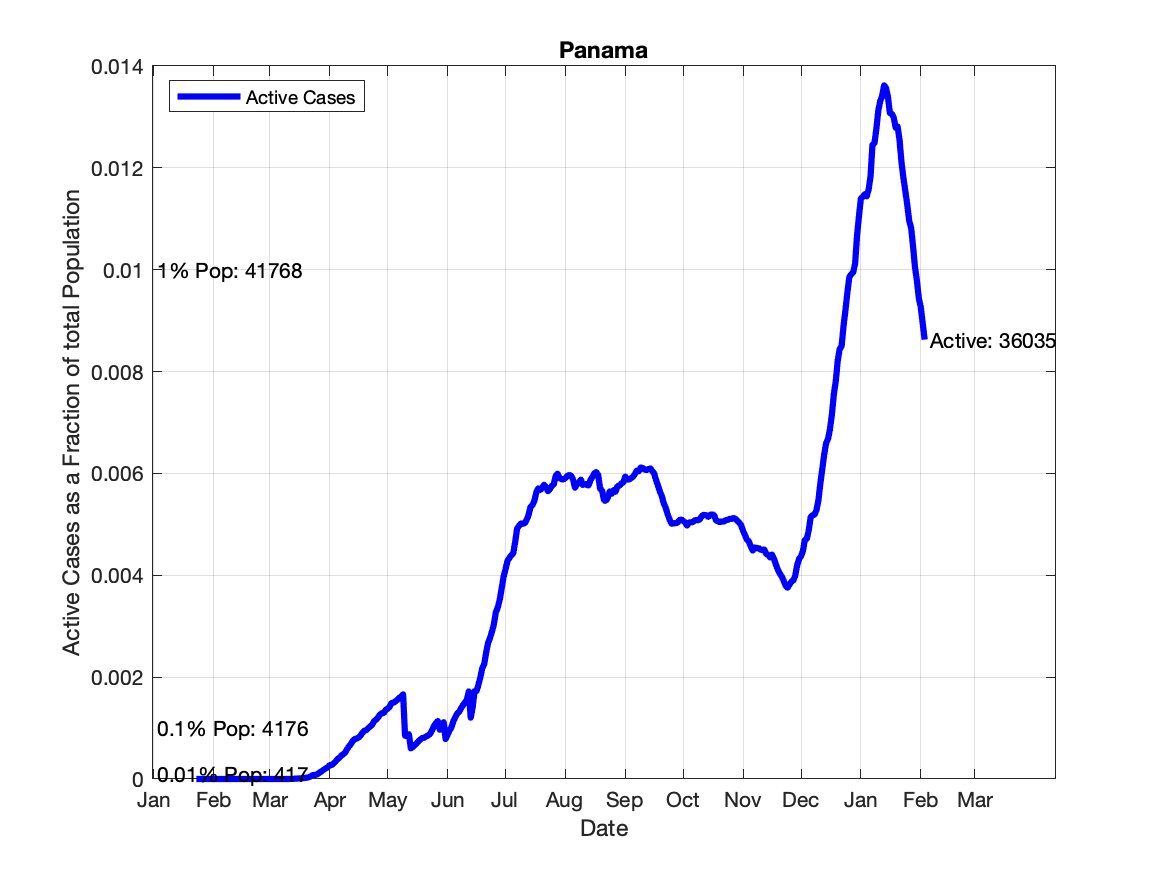 Panama
Active Cases
0.014
0.012
0.01
0.008
0.006
0.004
0.002
0
Active Cases as a Fraction of total Population
1% Pop: 41768
0.1% Pop: 4176
0.01% Pop: 417
Active: 36035
Jan Feb Mar Apr May Jun Jul Aug Sep Oct Nov Dec Jan Feb Mar
Date